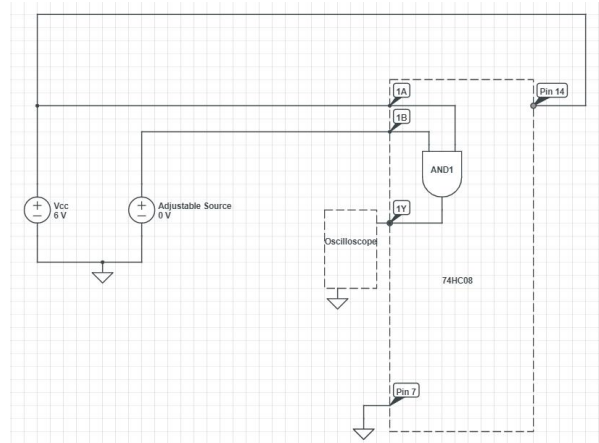 1A
Pin 14
1B
AND1
Vcc
6 V
Adjustable Source
0 V
1Y
Oscilloscope
74HC08
Pin 7